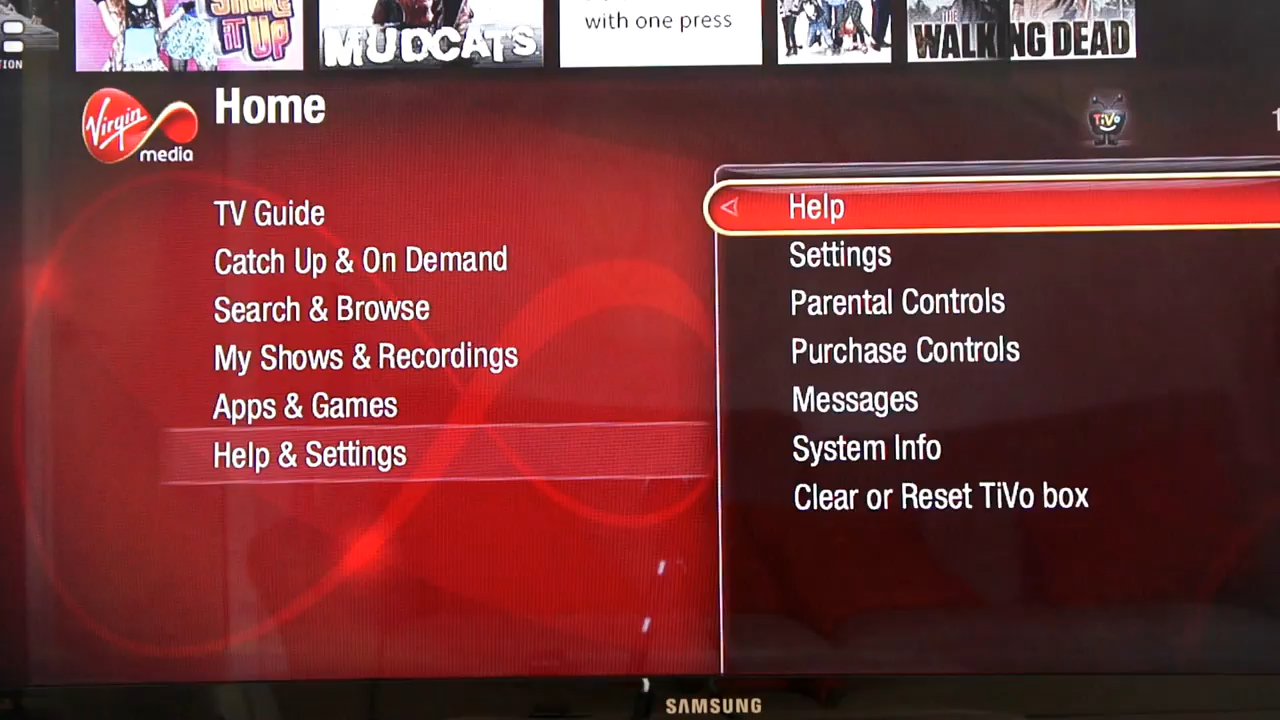 SHAKE
IT UP
MUDCATS
with one press
THE
WALKING DEAD
TION
Virgin
media
Home
TiVo
TV Guide
Catch Up & On Demand
Search & Browse
My Shows & Recordings
Apps & Games
Help & Settings
Help
Settings
Parental Controls
Purchase Controls
Messages
System Info
Clear or Reset TiVo box
SAMSUNG